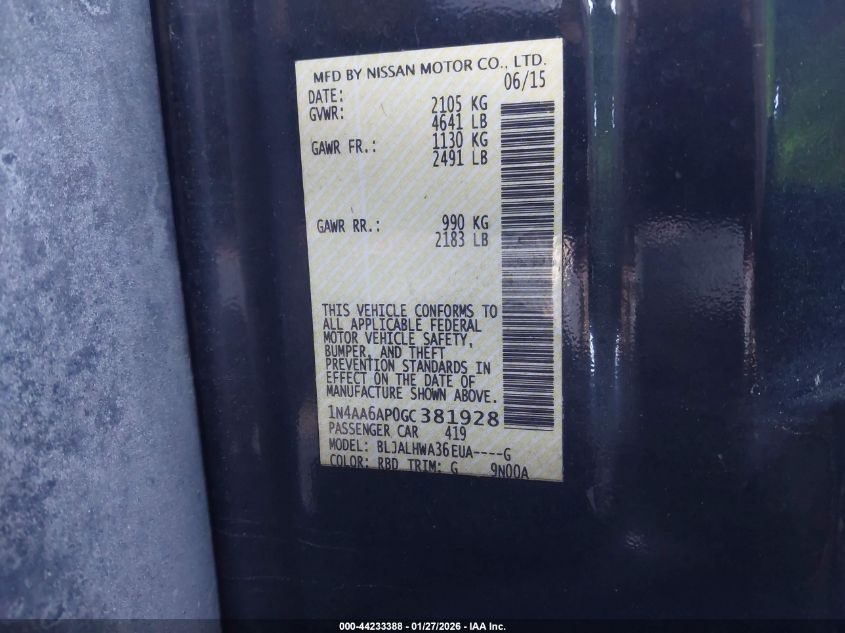 MFD BY NISSAN MOTOR CO., LTD.
DATE: 06/15
GVWR: 2105 KG
4641 LB
GAWR FR.: 1130 KG
2491 LB
GAWR RR.: 990 KG
2183 LB
THIS VEHICLE CONFORMS TO
ALL APPLICABLE FEDERAL
MOTOR VEHICLE SAFETY,
BUMPER, AND THEFT
PREVENTION STANDARDS IN
EFFECT ON THE DATE OF
MANUFACTURE SHOWN ABOVE.
1N4AA6AP0GC381928
PASSENGER CAR 419
MODEL: BLJALHWA36EUA----G
COLOR: RBD TRIM: G 9N00A
000-44233388 - 01/27/2026 - IAA Inc.